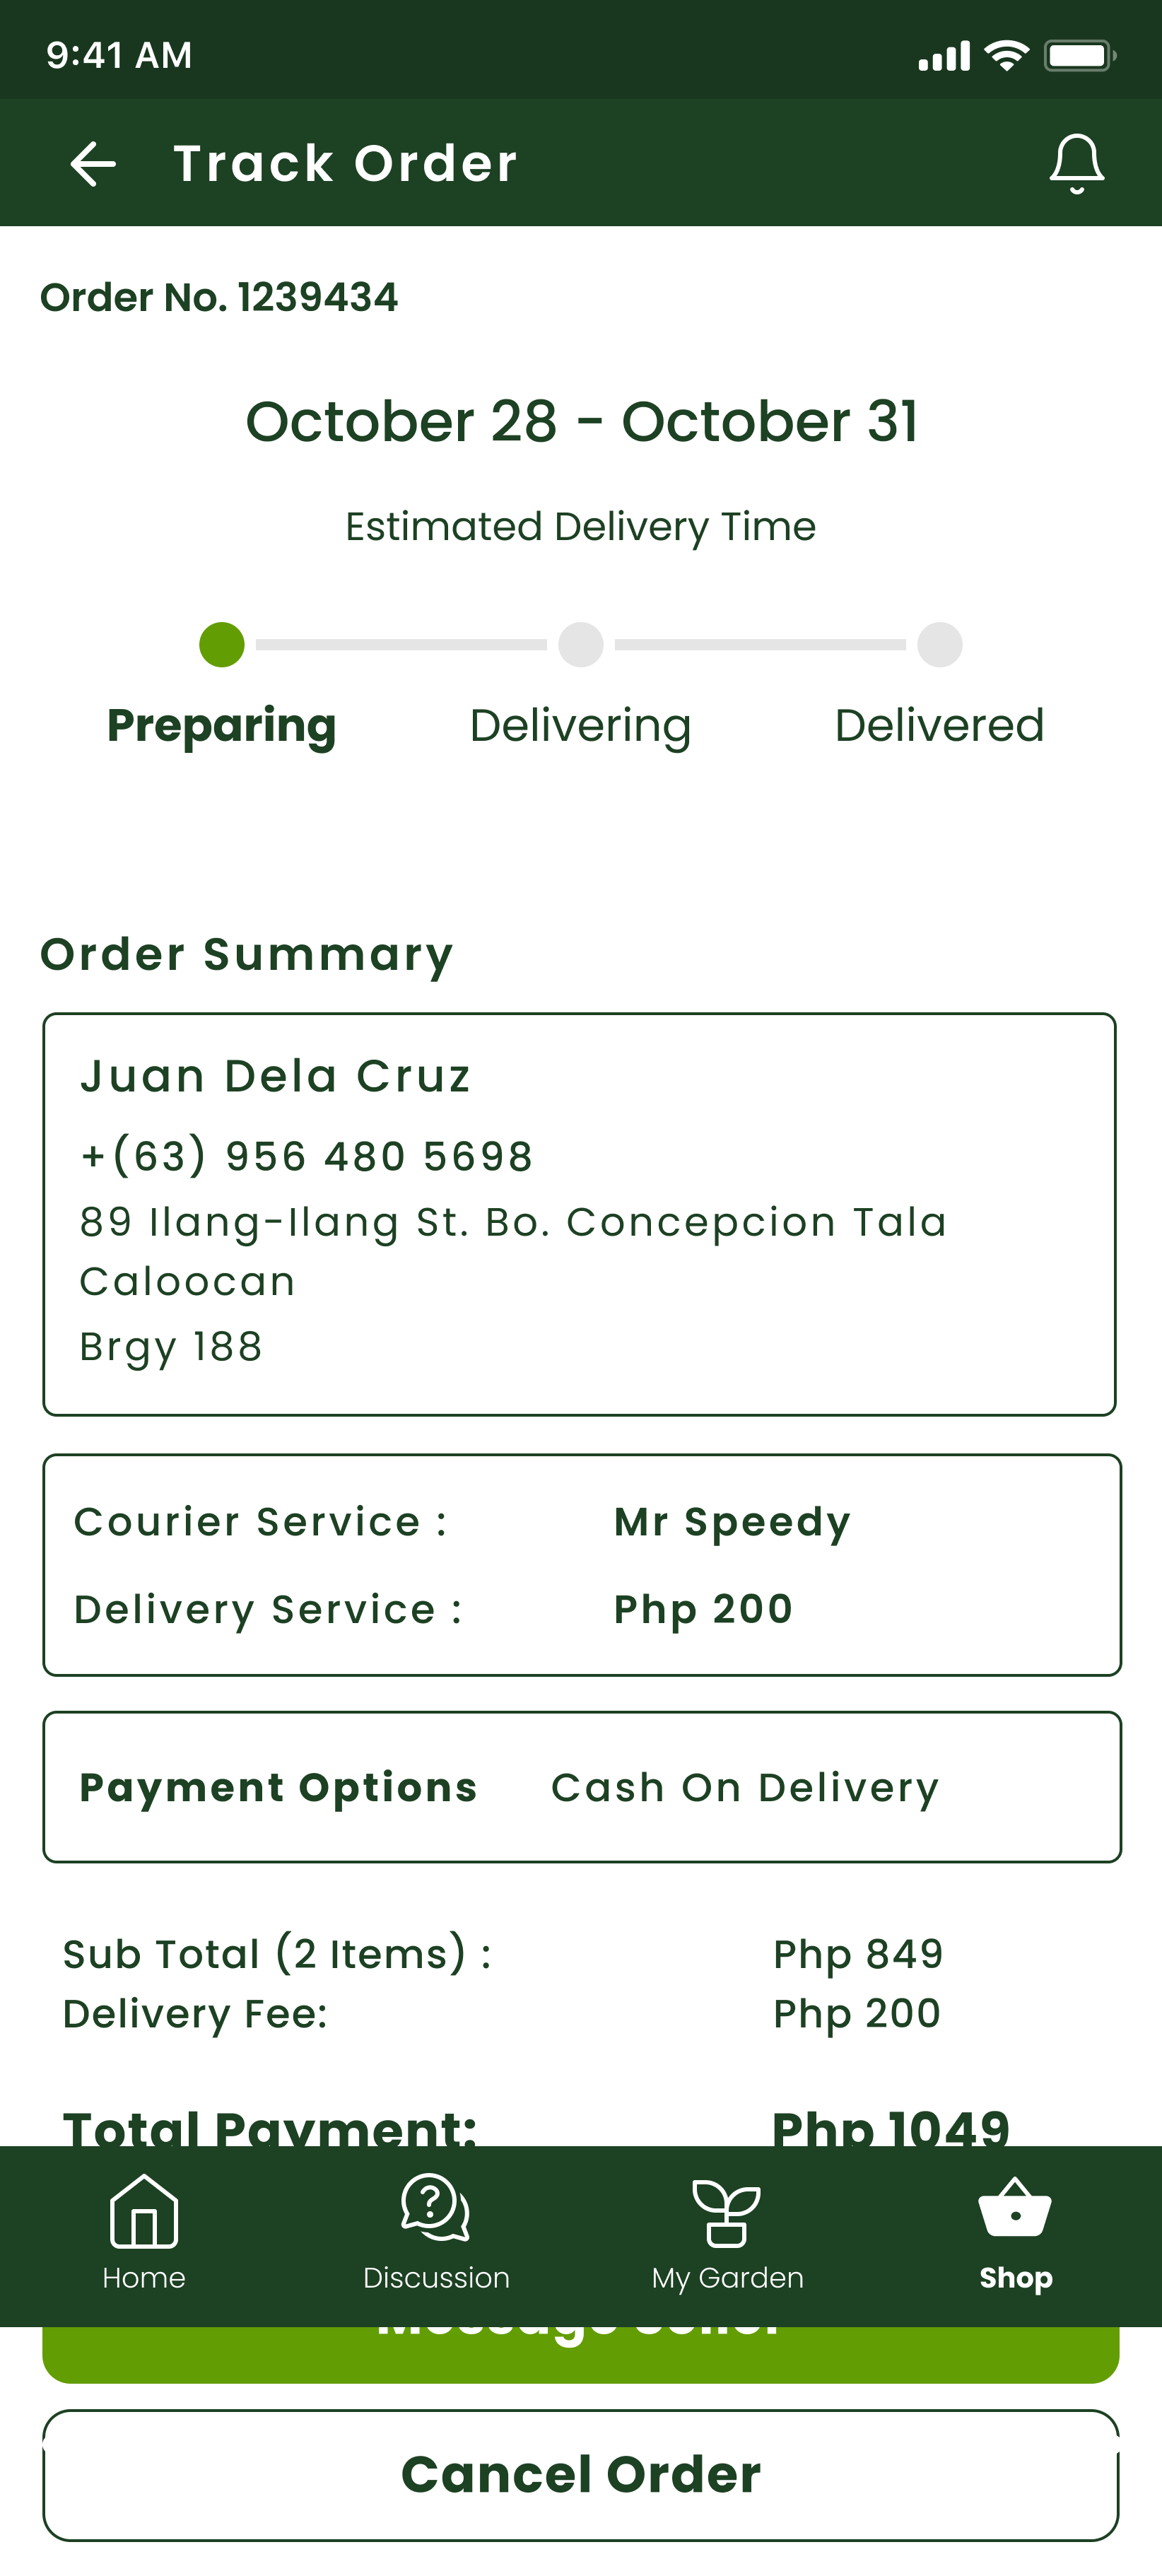 9:41 AM
Track Order
Order No. 1239434
October 28 - October 31
Estimated Delivery Time
Preparing
Delivering
Delivered
Order Summary
Juan Dela Cruz
+(63) 956 480 5698
89 Ilang-Ilang St. Bo. Concepcion Tala
Caloocan
Brgy 188
Courier Service : Mr Speedy
Delivery Service : Php 200
Payment Options Cash On Delivery
Sub Total (2 Items) : Php 849
Delivery Fee: Php 200
Total Payment: Php 1049
Home
Discussion
My Garden
Shop
Message Seller
Cancel Order